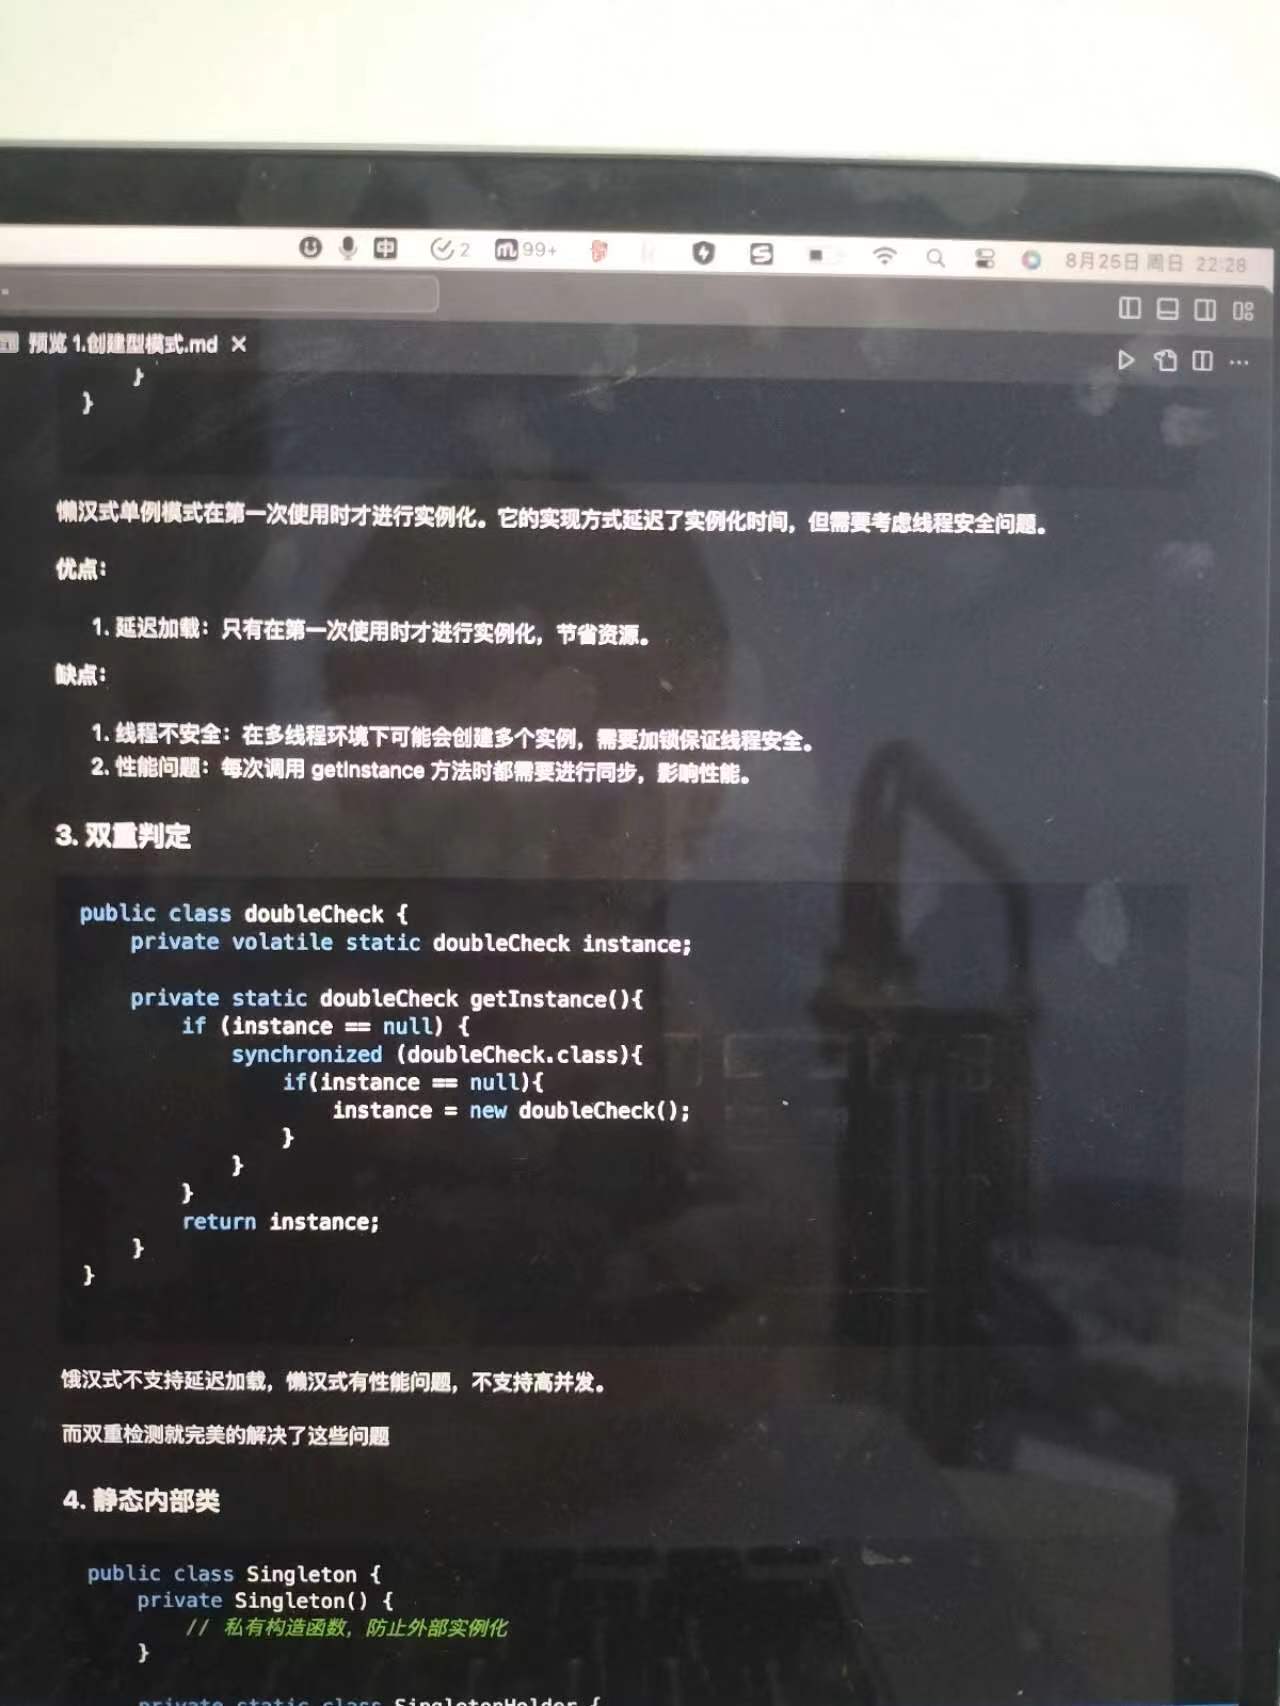 2
99+
8月25日 周日 22:28
预览 1.创建型模式.md
}
}
懒汉式单例模式在第一次使用时才进行实例化。它的实现方式延迟了实例化时间，但需要考虑线程安全问题。
优点：
1. 延迟加载：只有在第一次使用时才进行实例化，节省资源。
缺点：
1. 线程不安全：在多线程环境下可能会创建多个实例，需要加锁保证线程安全。
2. 性能问题：每次调用 getInstance 方法时都需要进行同步，影响性能。
3. 双重判定
public class doubleCheck {
    private volatile static doubleCheck instance;
    private static doubleCheck getInstance(){
        if (instance == null) {
            synchronized (doubleCheck.class){
                if(instance == null){
                    instance = new doubleCheck();
                }
            }
        }
        return instance;
    }
}
饿汉式不支持延迟加载，懒汉式有性能问题，不支持高并发。
而双重检测就完美的解决了这些问题
4. 静态内部类
public class Singleton {
    private Singleton() {
        // 私有构造函数，防止外部实例化
    }
    private static class SingletonHolder {